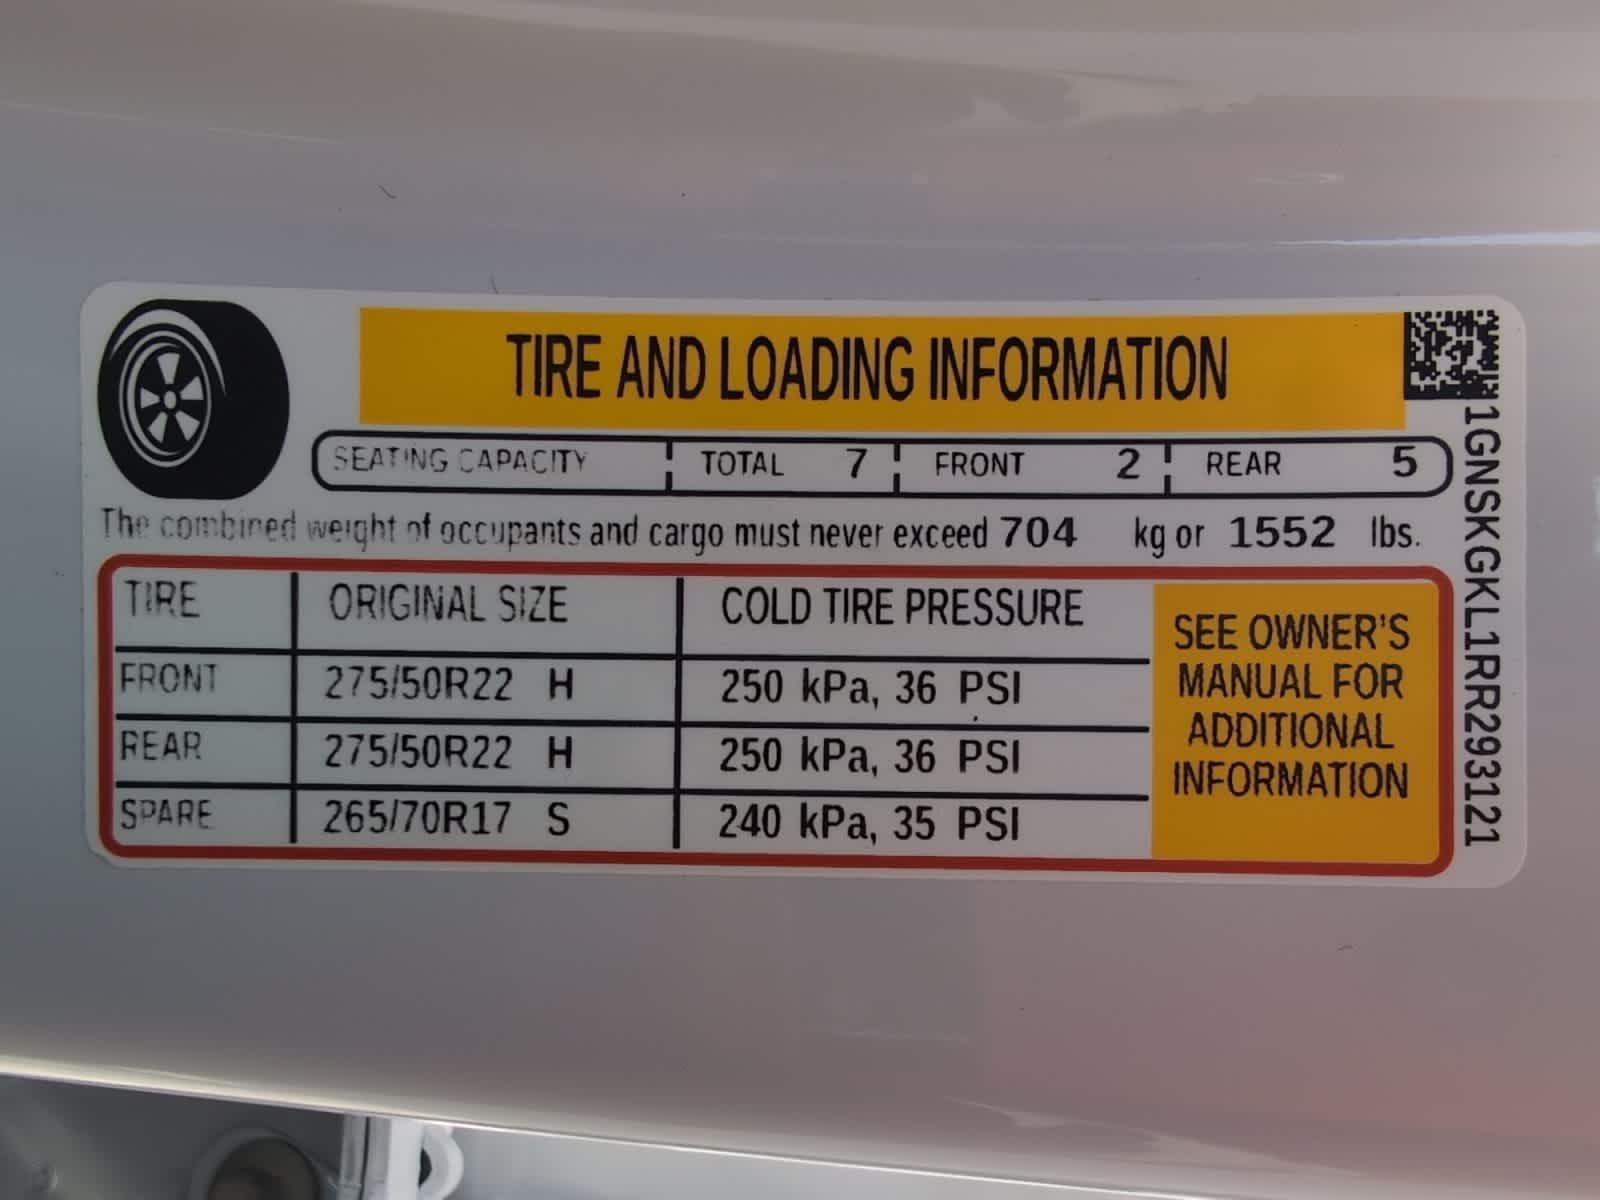 TIRE AND LOADING INFORMATION
SEATING CAPACITY TOTAL 7 FRONT 2 REAR 5
The combined weight of occupants and cargo must never exceed 704 kg or 1552 lbs.
TIRE ORIGINAL SIZE COLD TIRE PRESSURE
FRONT 275/50R22 H 250 kPa, 36 PSI
REAR 275/50R22 H 250 kPa, 36 PSI
SPARE 265/70R17 S 240 kPa, 35 PSI
SEE OWNER'S
MANUAL FOR
ADDITIONAL
INFORMATION
1GNSKGKL1RR293121